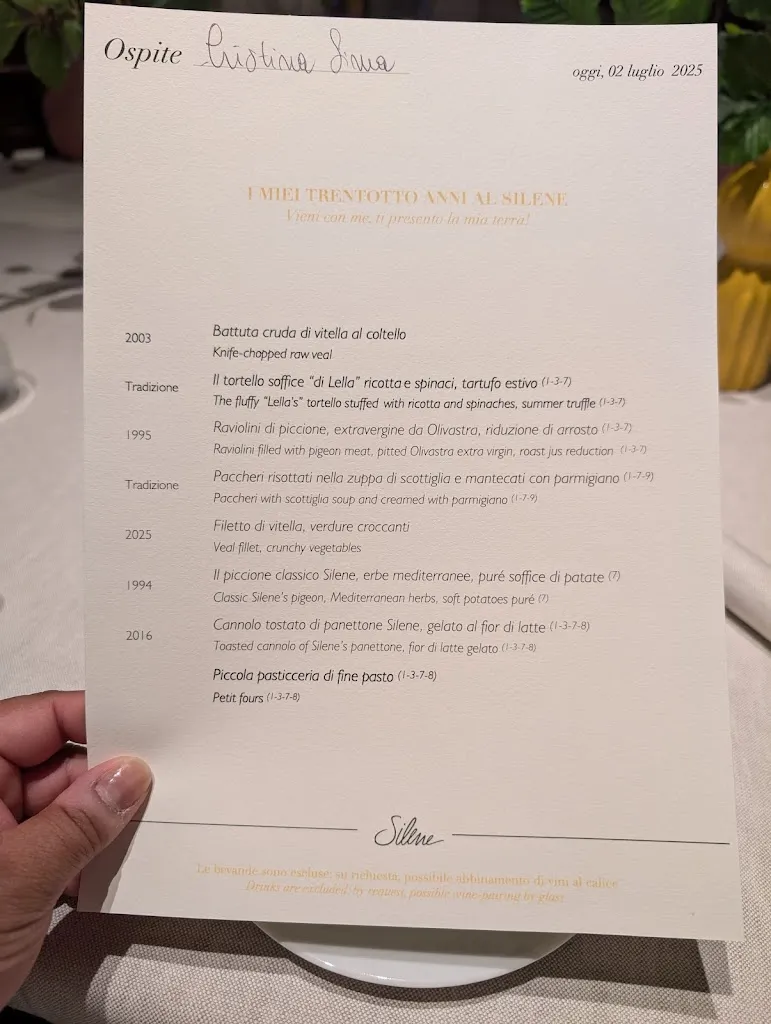 Ospite Cristina Sima
oggi, 02 luglio 2025
I MIEI TRENTOTTO ANNI AL SILENE
Vieni con me, ti presento la mia terra!
2003 Battuta cruda di vitella al coltello
Knife-chopped raw veal
Tradizione Il tortello soffice "di Lella" ricotta e spinaci, tartufo estivo (1-3-7)
The fluffy "Lella's" tortello stuffed with ricotta and spinaches, summer truffle (1-3-7)
1995 Raviolini di piccione, extravergine da Olivastra, riduzione di arrosto (1-3-7)
Raviolini filled with pigeon meat, pitted Olivastra extra virgin, roast jus reduction (1-3-7)
Tradizione Paccheri risottati nella zuppa di scottiglia e mantecati con parmigiano (1-7-9)
Paccheri with scottiglia soup and creamed with parmigiano (1-7-9)
2025 Filetto di vitella, verdure croccanti
Veal fillet, crunchy vegetables
1994 Il piccione classico Silene, erbe mediterranee, puré soffice di patate (7)
Classic Silene's pigeon, Mediterranean herbs, soft potatoes puré (7)
2016 Cannolo tostato di panettone Silene, gelato al fior di latte (1-3-7-8)
Toasted cannolo of Silene's panettone, fior di latte gelato (1-3-7-8)
Piccola pasticceria di fine pasto (1-3-7-8)
Petit fours (1-3-7-8)
Silene
Le bevande sono escluse; su richiesta, possibile abbinamento di vini al calice
Drinks are excluded, by request, possible wine-pairing by glass